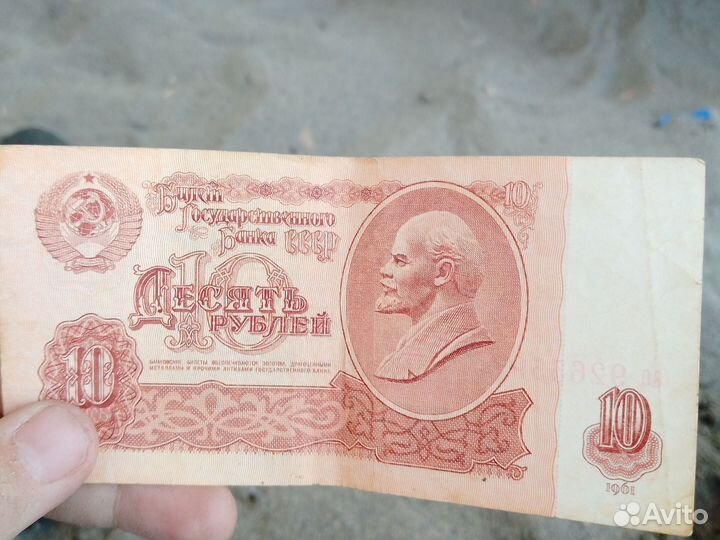 Билет
Государственного
Банка СССР
10
10
Десять
рублей
БАНКОВСКИЕ БИЛЕТЫ ОБЕСПЕЧИВАЮТСЯ ЗОЛОТОМ, ДРАГОЦЕННЫМИ
МЕТАЛЛАМИ И ПРОЧИМИ АКТИВАМИ ГОСУДАРСТВЕННОГО БАНКА
10
10
1961
Avito